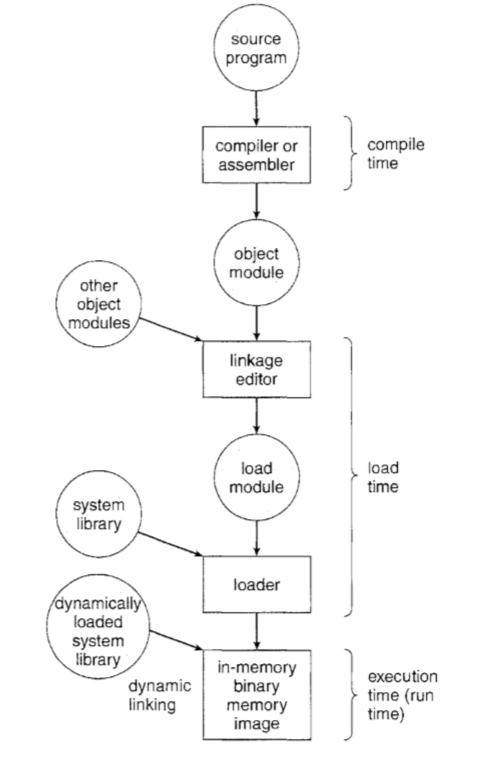 source
program
compiler or
assembler
compile
time
object
module
other
object
modules
linkage
editor
load
module
load
time
system
library
loader
dynamically
loaded
system
library
dynamic
linking
in-memory
binary
memory
image
execution
time (run
time)